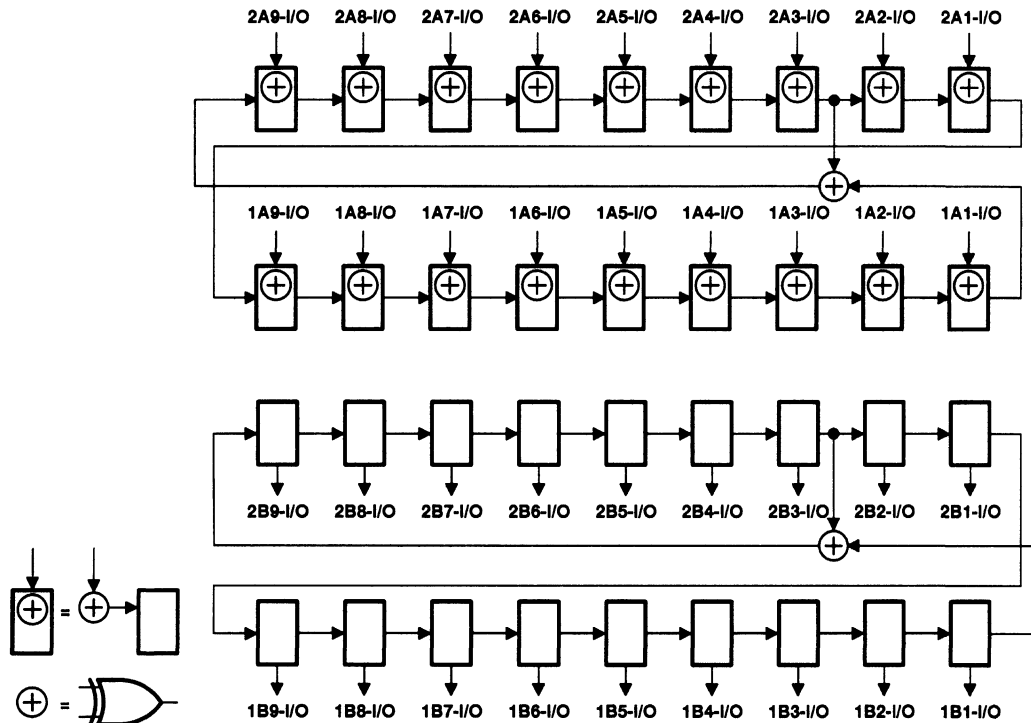 2A9-I/O 2A8-I/O 2A7-I/O 2A6-I/O 2A5-I/O 2A4-I/O 2A3-I/O 2A2-I/O 2A1-I/O
1A9-I/O 1A8-I/O 1A7-I/O 1A6-I/O 1A5-I/O 1A4-I/O 1A3-I/O 1A2-I/O 1A1-I/O
2B9-I/O 2B8-I/O 2B7-I/O 2B6-I/O 2B5-I/O 2B4-I/O 2B3-I/O 2B2-I/O 2B1-I/O
=
=
1B9-I/O 1B8-I/O 1B7-I/O 1B6-I/O 1B5-I/O 1B4-I/O 1B3-I/O 1B2-I/O 1B1-I/O